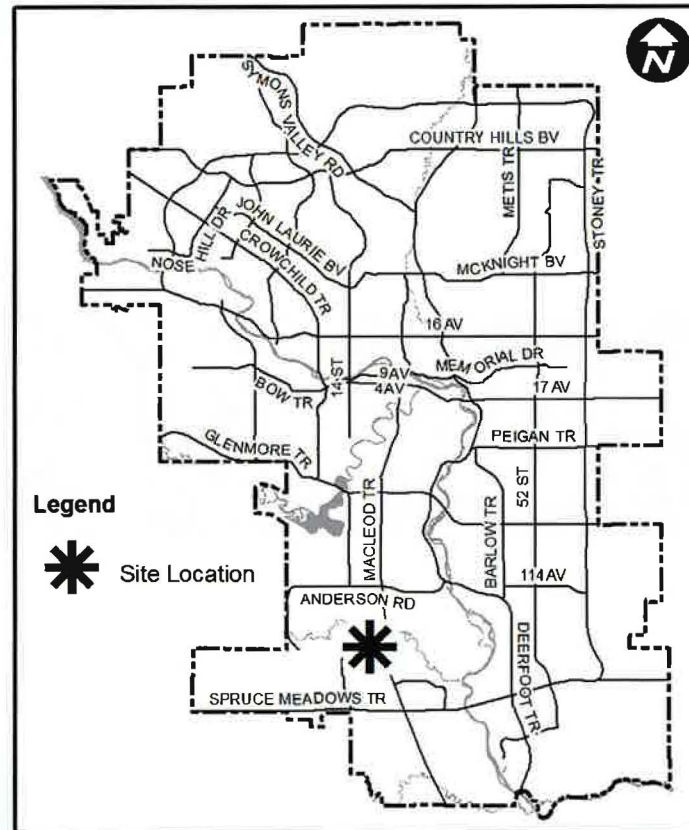 N
SYMONS VALLEY RD
COUNTRY HILLS BV
METIS TR
STONEY TR
NOSE HILL DR
JOHN LAURIE BV
CROWCHILD TR
MCKNIGHT BV
16 AV
MEMORIAL DR
14 ST
9 AV
4 AV
17 AV
BOW TR
GLENMORE TR
PEIGAN TR
52 ST
Legend
MACLEOD TR
BARLOW TR
Site Location
114 AV
ANDERSON RD
DEERFOOT TR
SPRUCE MEADOWS TR